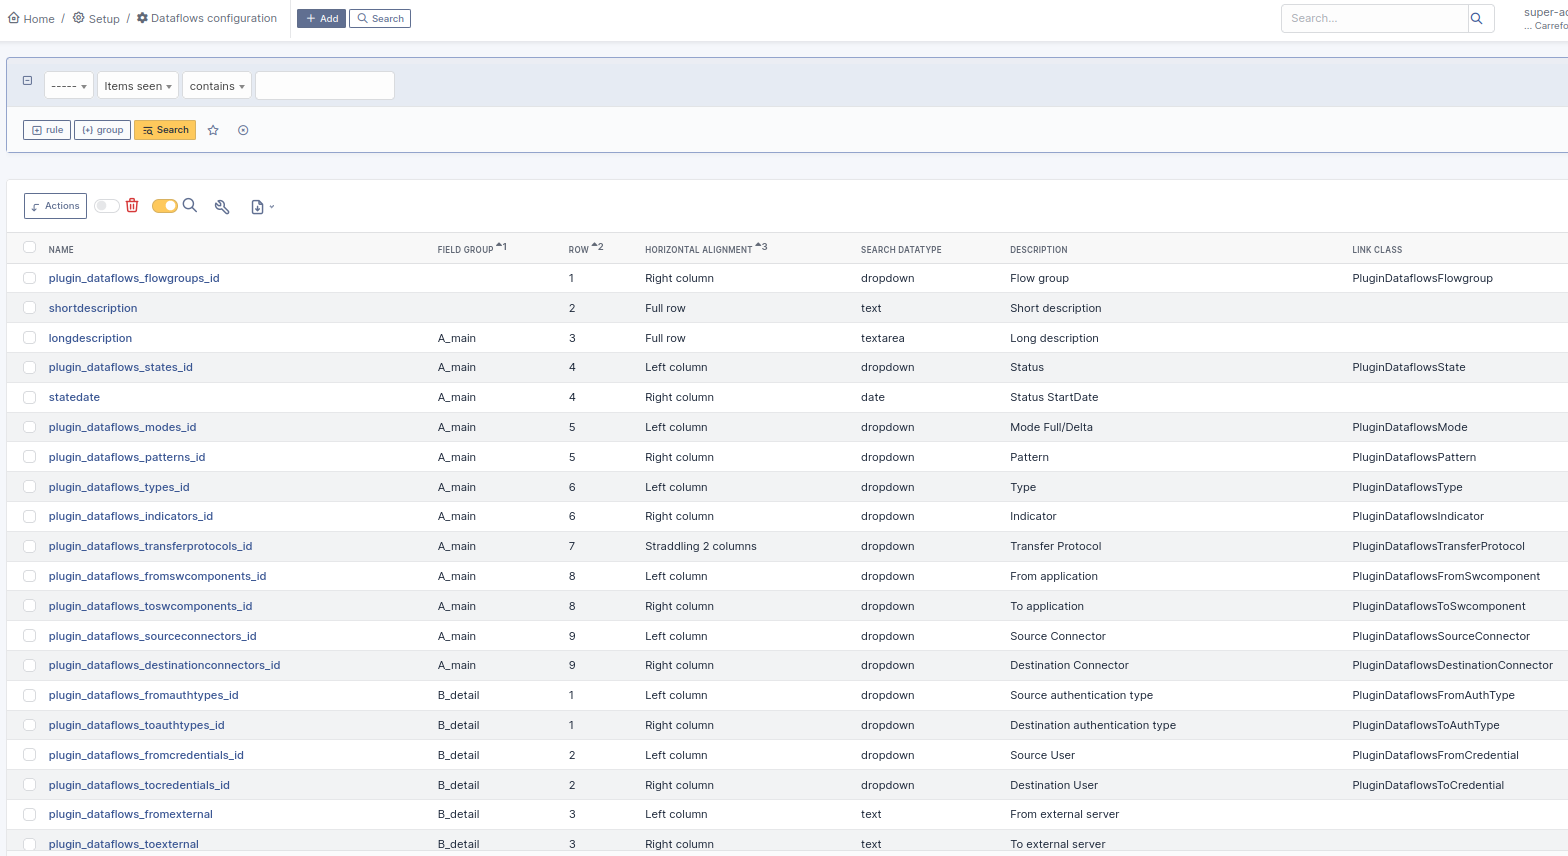 Home / Setup / Dataflows configuration + Add Search Search... super-ad
... Carrefo
----- Items seen contains
rule {+} group Search
Actions
NAME FIELD GROUP 1 ROW 2 HORIZONTAL ALIGNMENT 3 SEARCH DATATYPE DESCRIPTION LINK CLASS
plugin_dataflows_flowgroups_id 1 Right column dropdown Flow group PluginDataflowsFlowgroup
shortdescription 2 Full row text Short description
longdescription A_main 3 Full row textarea Long description
plugin_dataflows_states_id A_main 4 Left column dropdown Status PluginDataflowsState
statedate A_main 4 Right column date Status StartDate
plugin_dataflows_modes_id A_main 5 Left column dropdown Mode Full/Delta PluginDataflowsMode
plugin_dataflows_patterns_id A_main 5 Right column dropdown Pattern PluginDataflowsPattern
plugin_dataflows_types_id A_main 6 Left column dropdown Type PluginDataflowsType
plugin_dataflows_indicators_id A_main 6 Right column dropdown Indicator PluginDataflowsIndicator
plugin_dataflows_transferprotocols_id A_main 7 Straddling 2 columns dropdown Transfer Protocol PluginDataflowsTransferProtocol
plugin_dataflows_fromswcomponents_id A_main 8 Left column dropdown From application PluginDataflowsFromSwcomponent
plugin_dataflows_toswcomponents_id A_main 8 Right column dropdown To application PluginDataflowsToSwcomponent
plugin_dataflows_sourceconnectors_id A_main 9 Left column dropdown Source Connector PluginDataflowsSourceConnector
plugin_dataflows_destinationconnectors_id A_main 9 Right column dropdown Destination Connector PluginDataflowsDestinationConnector
plugin_dataflows_fromauthtypes_id B_detail 1 Left column dropdown Source authentication type PluginDataflowsFromAuthType
plugin_dataflows_toauthtypes_id B_detail 1 Right column dropdown Destination authentication type PluginDataflowsToAuthType
plugin_dataflows_fromcredentials_id B_detail 2 Left column dropdown Source User PluginDataflowsFromCredential
plugin_dataflows_tocredentials_id B_detail 2 Right column dropdown Destination User PluginDataflowsToCredential
plugin_dataflows_fromexternal B_detail 3 Left column text From external server
plugin_dataflows_toexternal B_detail 3 Right column text To external server